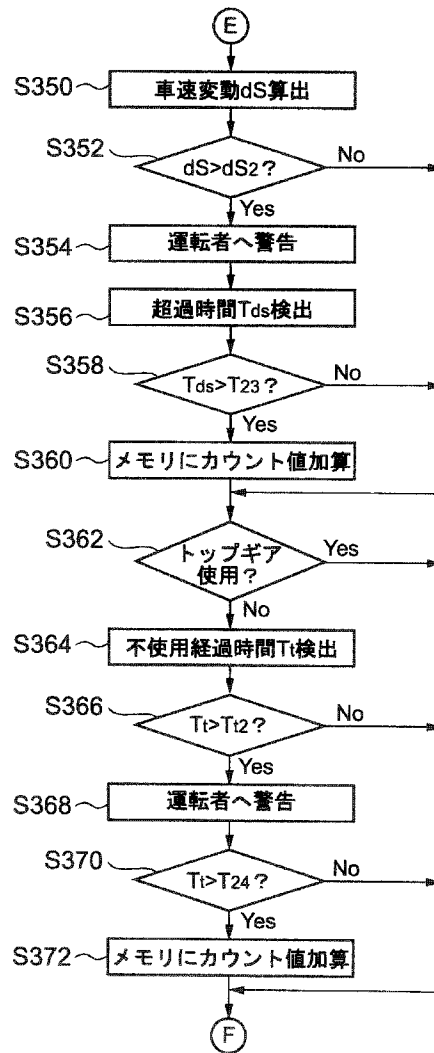 E
S350
車速変動dS算出
S352
dS>dS2?
No
Yes
S354
運転者へ警告
S356
超過時間Tds検出
S358
Tds>T23?
No
Yes
S360
メモリにカウント値加算
S362
トップギア
使用?
Yes
No
S364
不使用経過時間Tt検出
S366
Tt>Tt2?
No
Yes
S368
運転者へ警告
S370
Tt>T24?
No
Yes
S372
メモリにカウント値加算
F